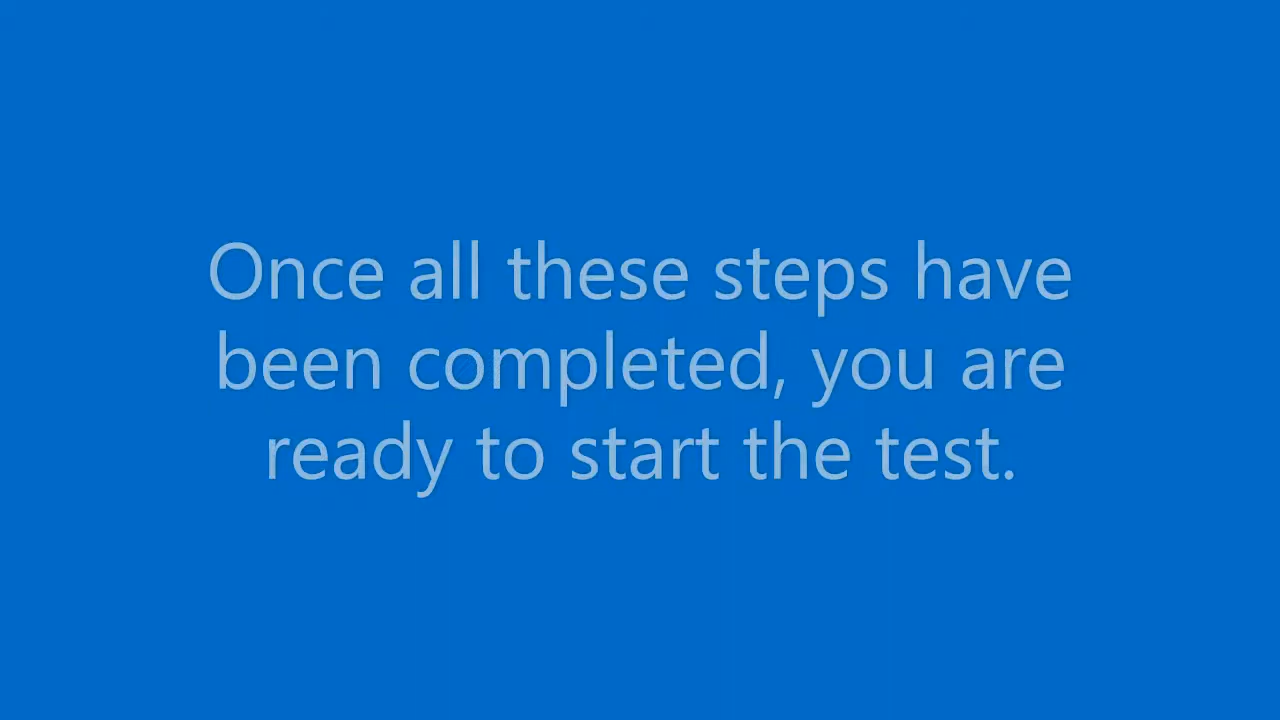 Once all these steps have
been completed, you are
ready to start the test.